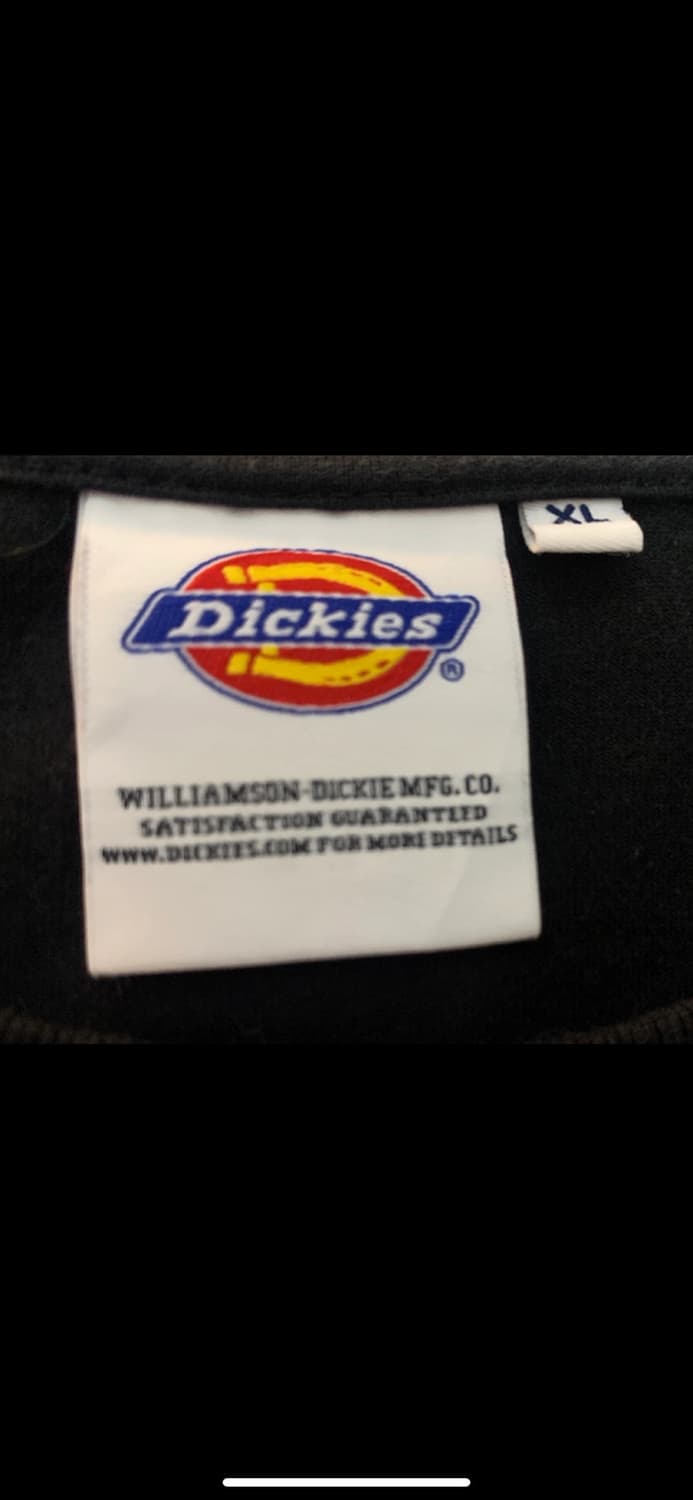 Dickies
®
XL
WILLIAMSON-DICKIE MFG. CO.
SATISFACTION GUARANTEED
WWW.DICKIES.COM FOR MORE DETAILS